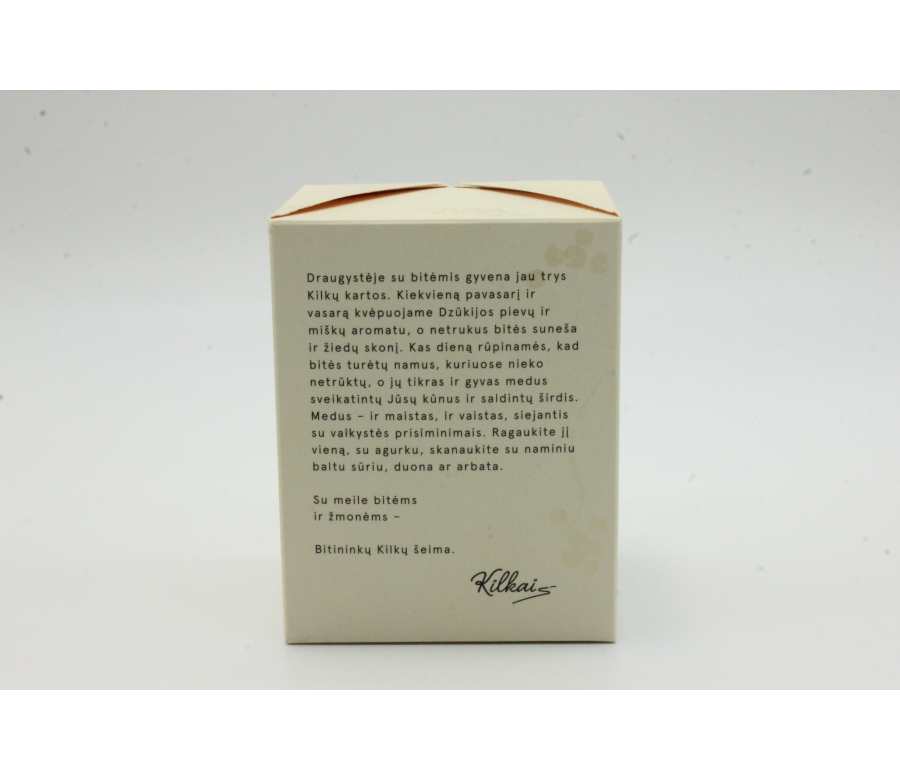 Draugystėje su bitėmis gyvena jau trys
Kilkų kartos. Kiekvieną pavasarį ir
vasarą kvėpuojame Dzūkijos pievų ir
miškų aromatu, o netrukus bitės suneša
ir žiedų skonį. Kas dieną rūpinamės, kad
bitės turėtų namus, kuriuose nieko
netrūktų, o jų tikras ir gyvas medus
sveikatintų Jūsų kūnus ir saldintų širdis.
Medus – ir maistas, ir vaistas, siejantis
su vaikystės prisiminimais. Ragaukite jį
vieną, su agurku, skanaukite su naminiu
baltu sūriu, duona ar arbata.
Su meile bitėms
ir žmonėms –
Bitininkų Kilkų šeima.
Kilkai